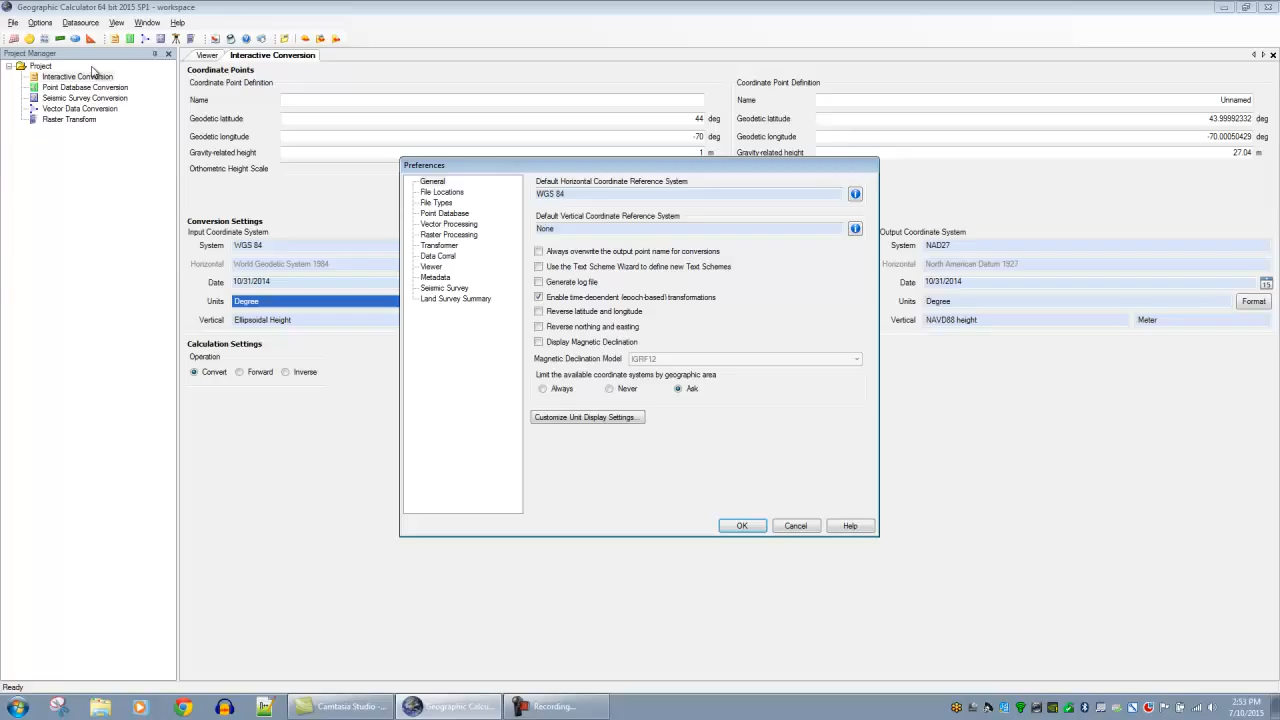 Geographic Calculator 64 bit 2015 SP1 - workspace
File Options Datasource View Window Help
Project Manager
Project
Interactive Conversion
Point Database Conversion
Seismic Survey Conversion
Vector Data Conversion
Raster Transform
Viewer Interactive Conversion
Coordinate Points
Coordinate Point Definition
Name
Geodetic latitude 44 deg
Geodetic longitude -70 deg
Gravity-related height 1 m
Orthometric Height Scale
Coordinate Point Definition
Name Unnamed
Geodetic latitude 43.99992332 deg
Geodetic longitude -70.00050429 deg
Gravity-related height 27.04 m
Conversion Settings
Input Coordinate System
System WGS 84
Horizontal World Geodetic System 1984
Date 10/31/2014
Units Degree
Vertical Ellipsoidal Height
Calculation Settings
Operation
Convert Forward Inverse
Output Coordinate System
System NAD27
Horizontal North American Datum 1927
Date 10/31/2014 15
Units Degree Format
Vertical NAVD88 height Meter
Preferences
General
File Locations
File Types
Point Database
Vector Processing
Raster Processing
Transformer
Data Corral
Viewer
Metadata
Seismic Survey
Land Survey Summary
Default Horizontal Coordinate Reference System
WGS 84
Default Vertical Coordinate Reference System
None
Always overwrite the output point name for conversions
Use the Text Scheme Wizard to define new Text Schemes
Generate log file
Enable time-dependent (epoch-based) transformations
Reverse latitude and longitude
Reverse northing and easting
Display Magnetic Declination
Magnetic Declination Model IGRF12
Limit the available coordinate systems by geographic area
Always Never Ask
Customize Unit Display Settings...
OK Cancel Help
Ready
Camtasia Studio -... Geographic Calcu... Recording...
2:53 PM
7/10/2015